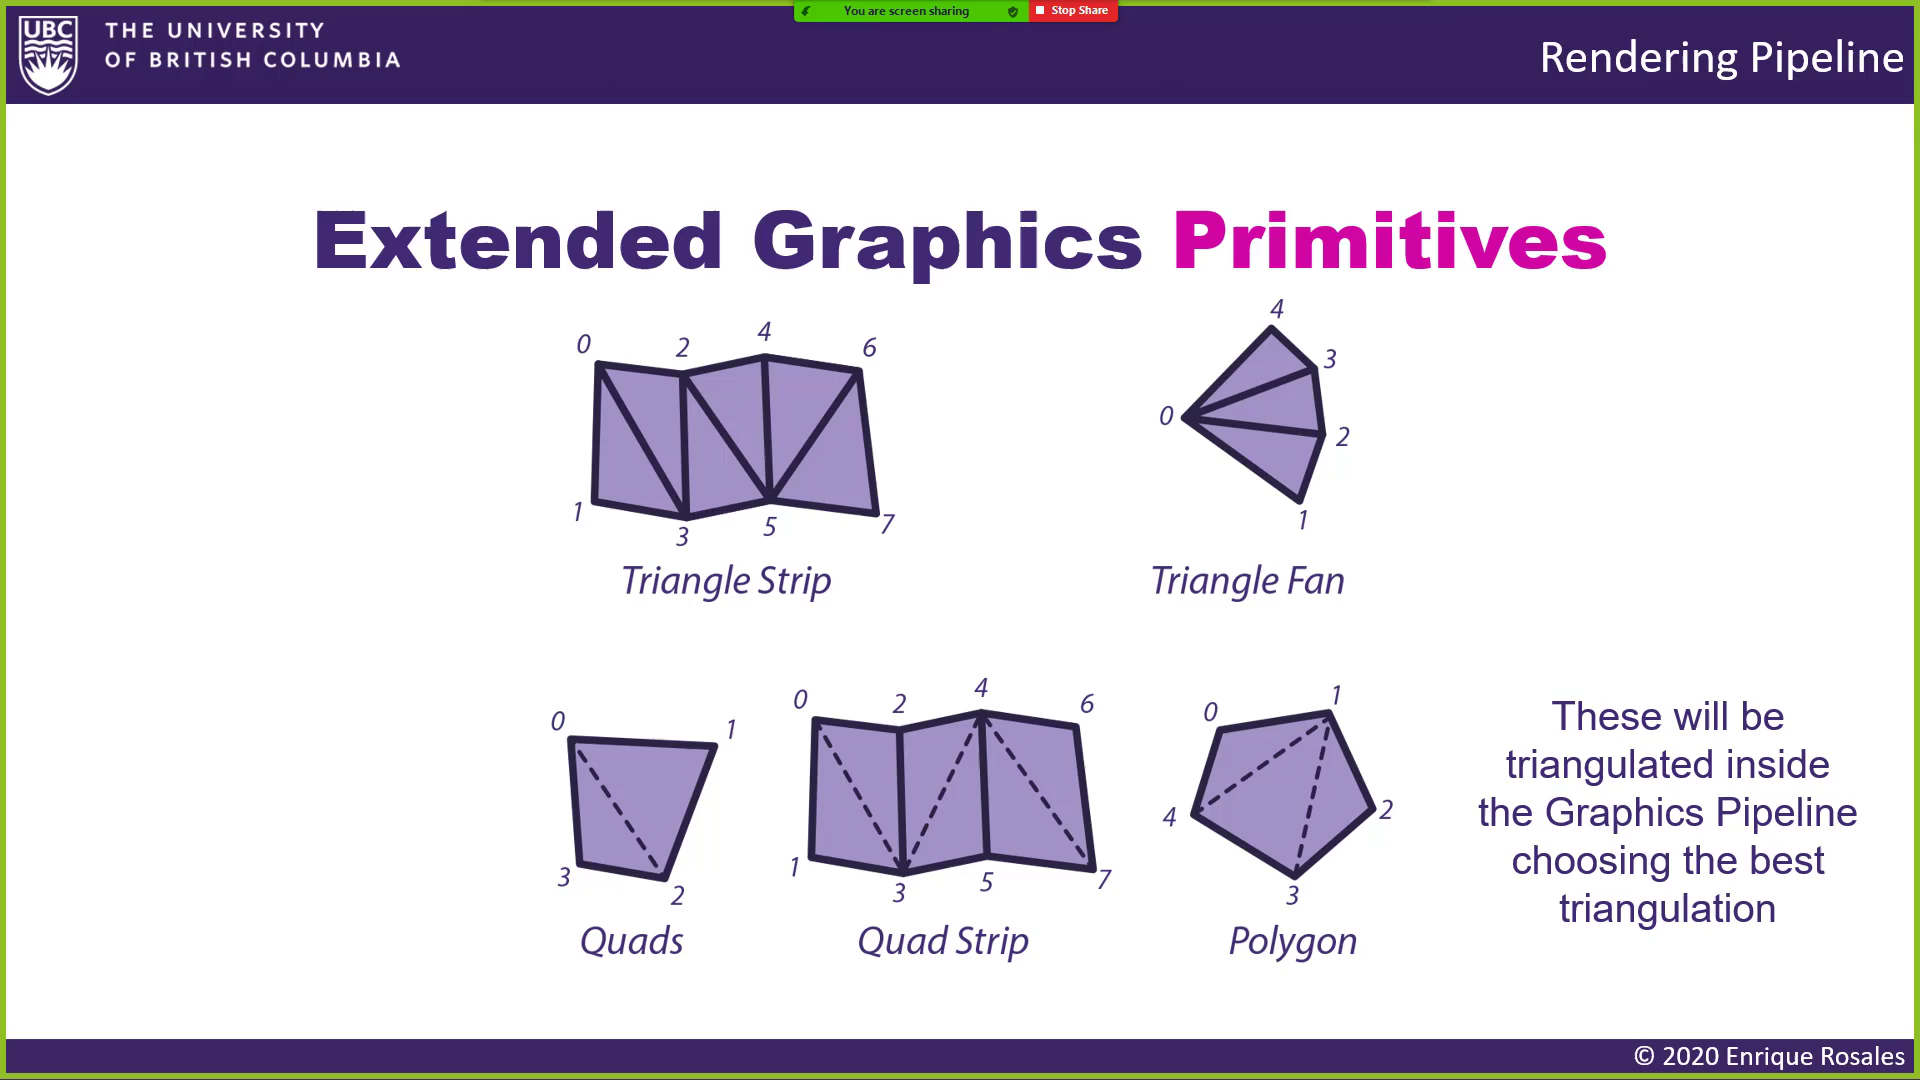 You are screen sharing
Stop Share
UBC
THE UNIVERSITY
OF BRITISH COLUMBIA
Rendering Pipeline
Extended Graphics Primitives
0
2
4
6
1
3
5
7
Triangle Strip
4
3
0
2
1
Triangle Fan
0
1
3
2
Quads
0
2
4
6
1
3
5
7
Quad Strip
0
1
4
2
3
Polygon
These will be
triangulated inside
the Graphics Pipeline
choosing the best
triangulation
© 2020 Enrique Rosales